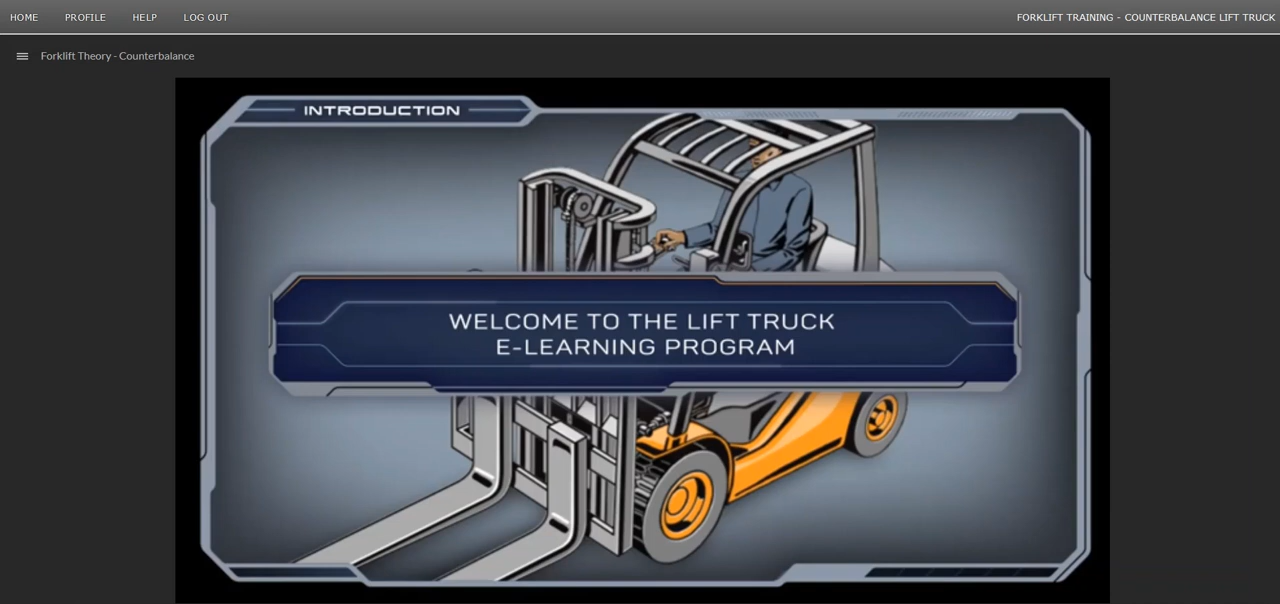 HOME PROFILE HELP LOG OUT FORKLIFT TRAINING - COUNTERBALANCE LIFT TRUCK
Forklift Theory - Counterbalance
INTRODUCTION
WELCOME TO THE LIFT TRUCK
E-LEARNING PROGRAM